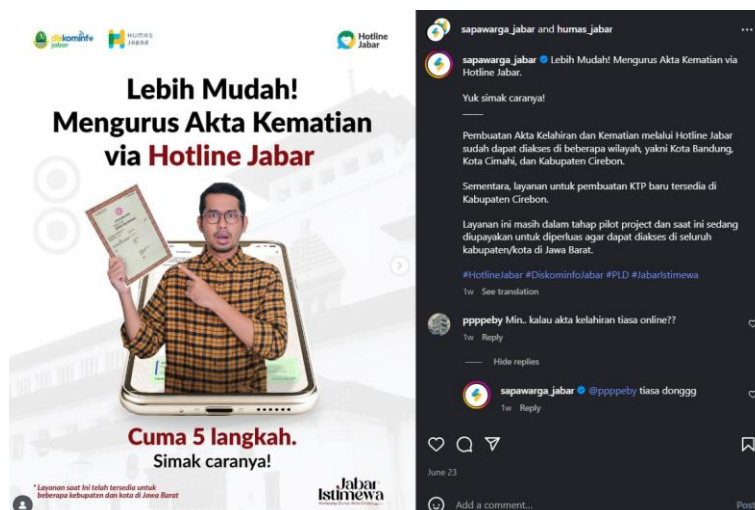 diskominfo
jabar
HUMAS
JABAR
Hotline
Jabar
Lebih Mudah!
Mengurus Akta Kematian
via Hotline Jabar
Cuma 5 langkah.
Simak caranya!
* Layanan saat Ini telah tersedia untuk
beberapa kabupaten dan kota di Jawa Barat
Jabar
Istimewa
sapawarga_jabar and humas_jabar
sapawarga_jabar Lebih Mudah! Mengurus Akta Kematian via
Hotline Jabar.
Yuk simak caranya!
Pembuatan Akta Kelahiran dan Kematian melalui Hotline Jabar
sudah dapat diakses di beberapa wilayah, yakni Kota Bandung,
Kota Cimahi, dan Kabupaten Cirebon.
Sementara, layanan untuk pembuatan KTP baru tersedia di
Kabupaten Cirebon.
Layanan ini masih dalam tahap pilot project dan saat ini sedang
diupayakan untuk diperluas agar dapat diakses di seluruh
kabupaten/kota di Jawa Barat.
#HotlineJabar #DiskominfoJabar #PLD #JabarIstimewa
1w See translation
ppppeby Min.. kalau akta kelahiran tiasa online??
1w Reply
Hide replies
sapawarga_jabar @ppppeby tiasa donggg
1w Reply
June 23
Add a comment...
Post